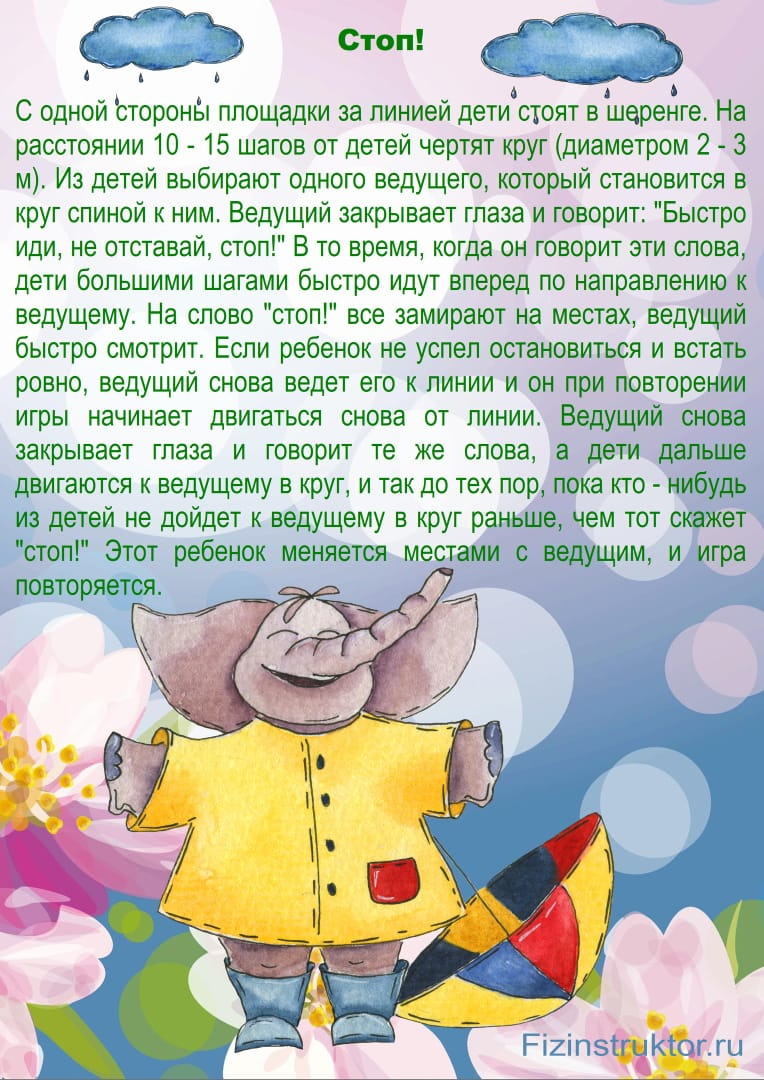 Стоп!
С одной стороны площадки за линией дети стоят в шеренге. На
расстоянии 10 - 15 шагов от детей чертят круг (диаметром 2 - 3
м). Из детей выбирают одного ведущего, который становится в
круг спиной к ним. Ведущий закрывает глаза и говорит: "Быстро
иди, не отставай, стоп!" В то время, когда он говорит эти слова,
дети большими шагами быстро идут вперед по направлению к
ведущему. На слово "стоп!" все замирают на местах, ведущий
быстро смотрит. Если ребенок не успел остановиться и встать
ровно, ведущий снова ведет его к линии и он при повторении
игры начинает двигаться снова от линии. Ведущий снова
закрывает глаза и говорит те же слова, а дети дальше
двигаются к ведущему в круг, и так до тех пор, пока кто - нибудь
из детей не дойдет к ведущему в круг раньше, чем тот скажет
"стоп!" Этот ребенок меняется местами с ведущим, и игра
повторяется.
Fizinstruktor.ru